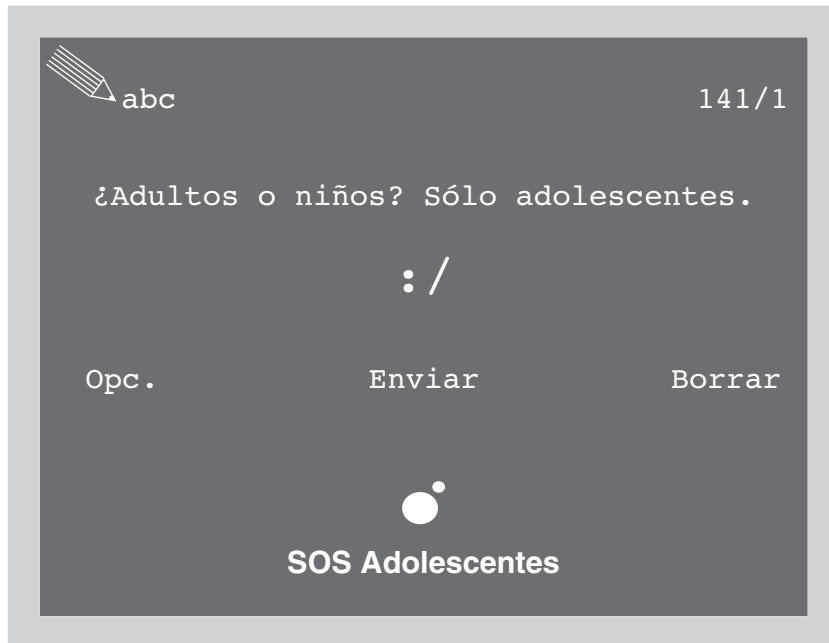 abc 141/1
¿Adultos o niños? Sólo adolescentes.
:/
Opc. Enviar Borrar
SOS Adolescentes